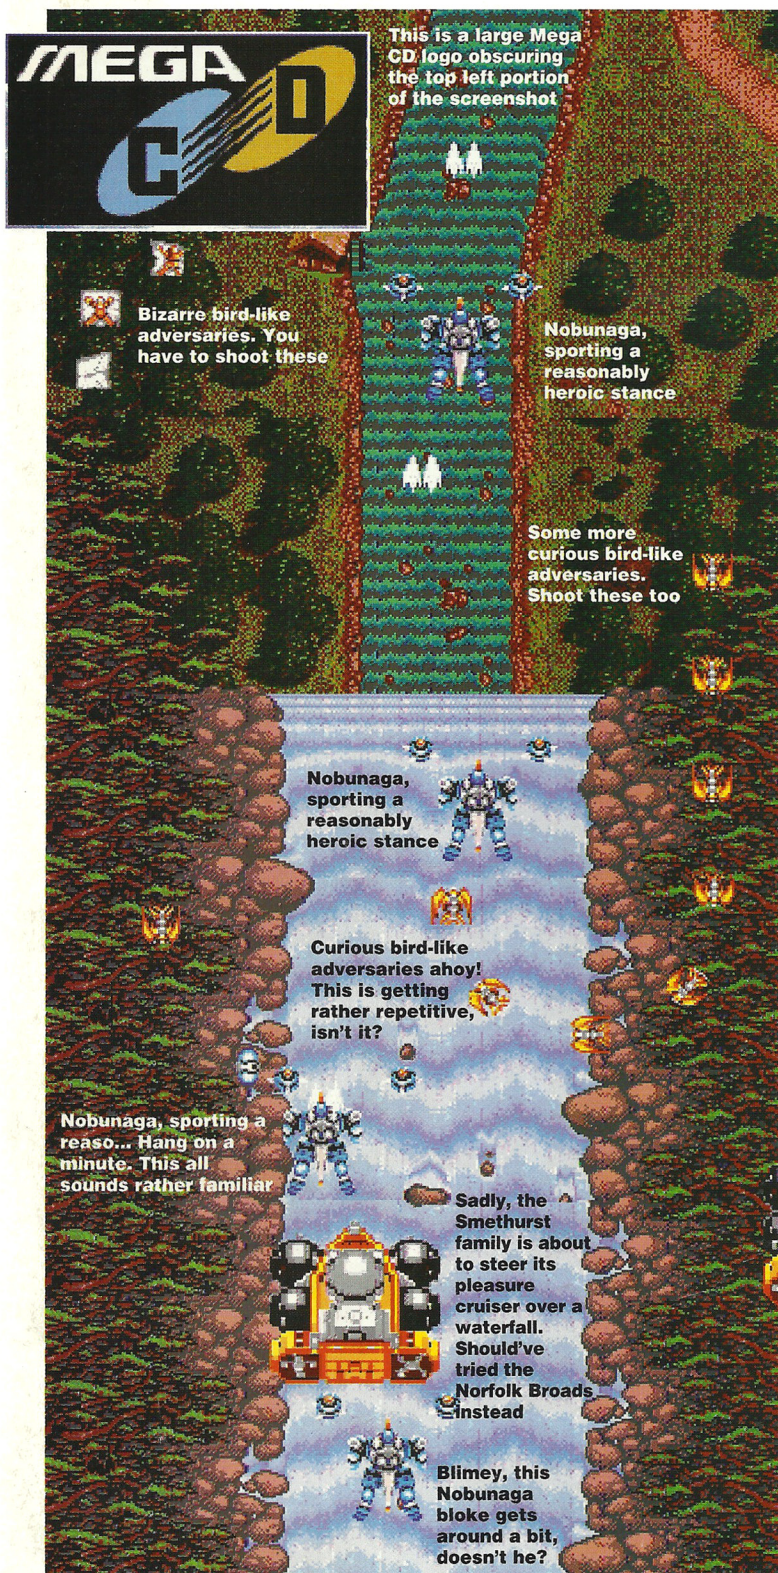 MEGA
CD
This is a large Mega
CD logo obscuring
the top left portion
of the screenshot
Bizarre bird-like
adversaries. You
have to shoot these
Nobunaga,
sporting a
reasonably
heroic stance
Some more
curious bird-like
adversaries.
Shoot these too
Nobunaga,
sporting a
reasonably
heroic stance
Curious bird-like
adversaries ahoy!
This is getting
rather repetitive,
isn't it?
Nobunaga, sporting a
reaso... Hang on a
minute. This all
sounds rather familiar
Sadly, the
Smethurst
family is about
to steer its
pleasure
cruiser over a
waterfall.
Should've
tried the
Norfolk Broads
instead
Blimey, this
Nobunaga
bloke gets
around a bit,
doesn't he?